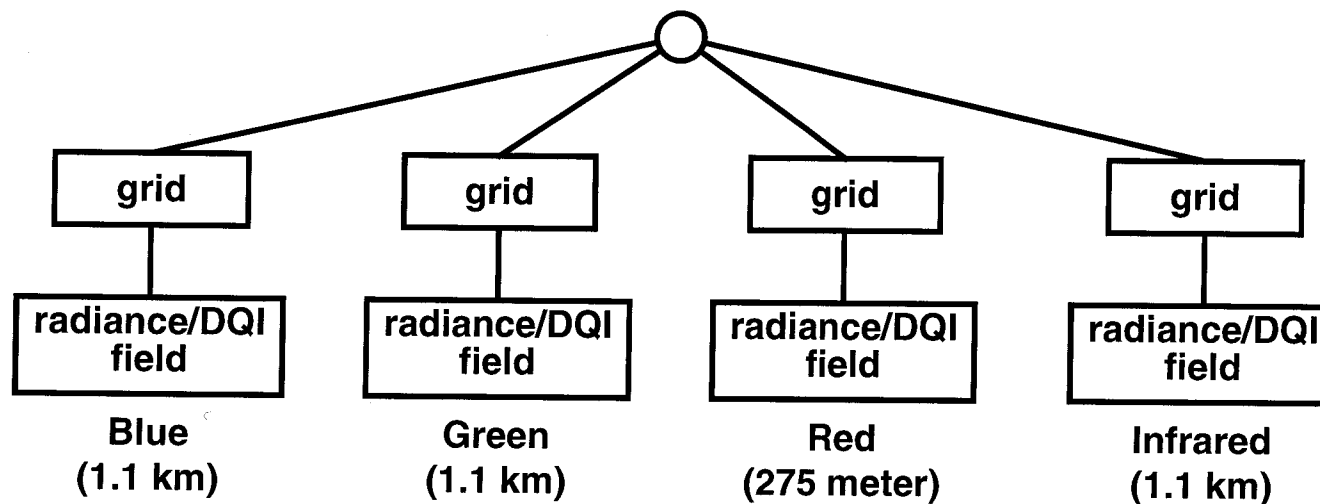 grid
grid
grid
grid
radiance/DQI
field
radiance/DQI
field
radiance/DQI
field
radiance/DQI
field
Blue
(1.1 km)
Green
(1.1 km)
Red
(275 meter)
Infrared
(1.1 km)